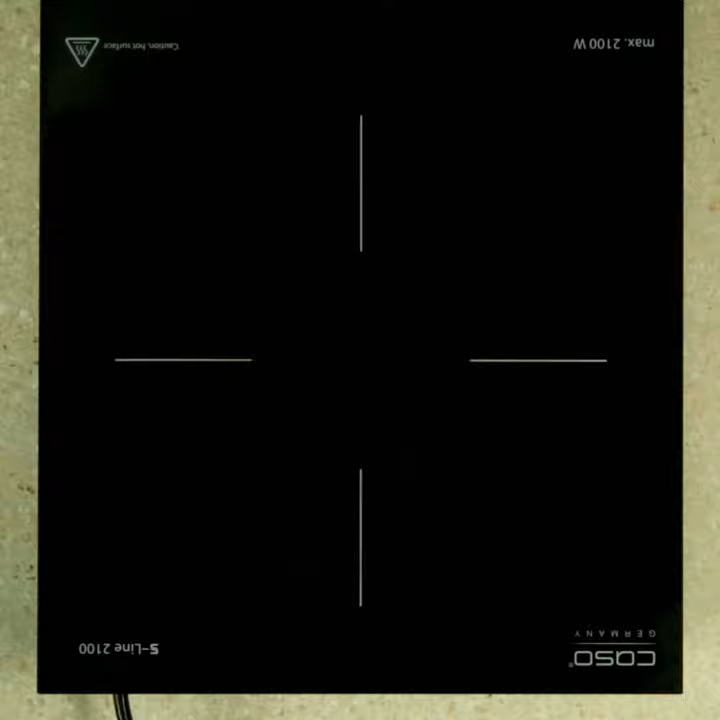 caso®
GERMANY
S-Line 2100
max. 2100 W
Caution, hot surface